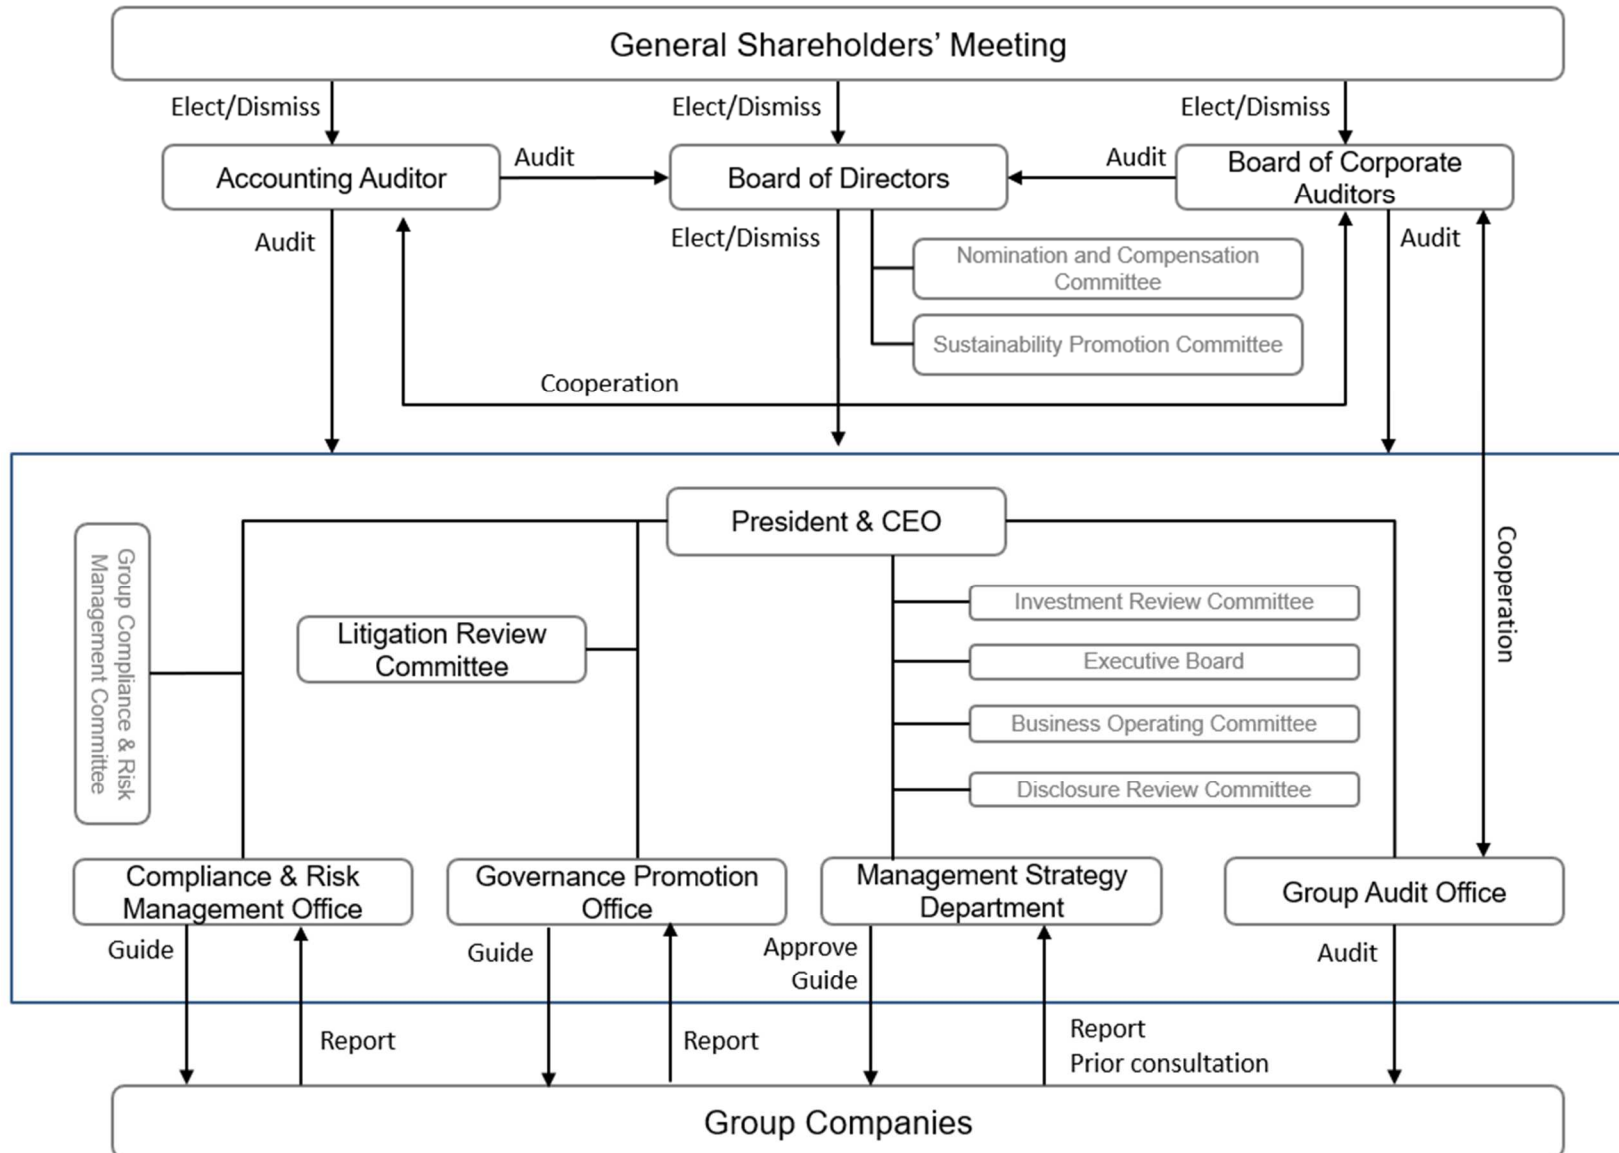 General Shareholders’ Meeting
Elect/Dismiss
Elect/Dismiss
Elect/Dismiss
Accounting Auditor
Audit
Board of Directors
Audit
Board of Corporate
Auditors
Audit
Elect/Dismiss
Audit
Nomination and Compensation
Committee
Sustainability Promotion Committee
Cooperation
President & CEO
Group Compliance & Risk
Management Committee
Litigation Review
Committee
Investment Review Committee
Executive Board
Business Operating Committee
Disclosure Review Committee
Cooperation
Compliance & Risk
Management Office
Governance Promotion
Office
Management Strategy
Department
Group Audit Office
Guide
Guide
Approve
Guide
Audit
Report
Report
Report
Prior consultation
Group Companies